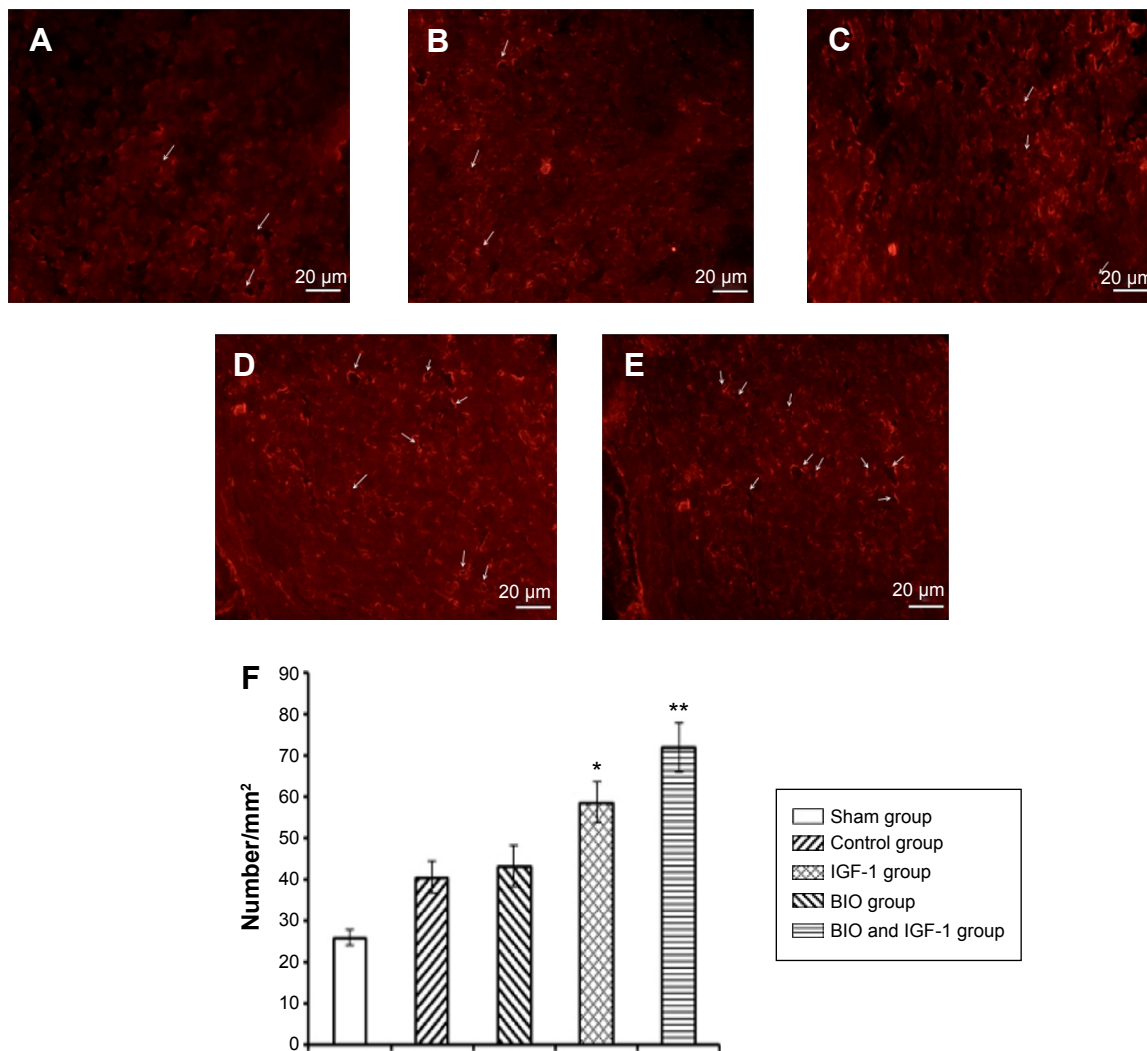 A
20 µm
B
20 µm
C
20 µm
D
20 µm
E
20 µm
F
Number/mm²
90
80
70
60
50
40
30
20
10
0
*
**
Sham group
Control group
IGF-1 group
BIO group
BIO and IGF-1 group